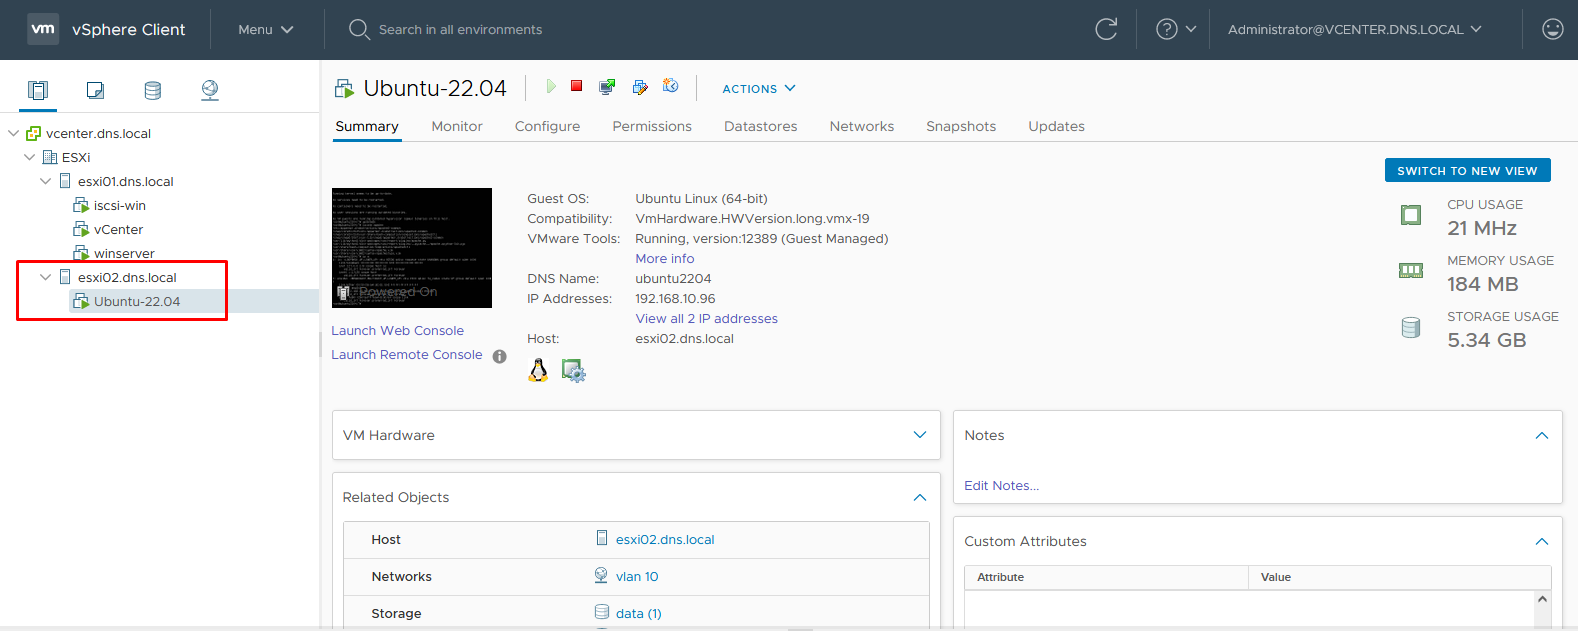 vm vSphere Client Menu Search in all environments Administrator@VCENTER.DNS.LOCAL
vcenter.dns.local
ESXi
esxi01.dns.local
iscsi-win
vCenter
winserver
esxi02.dns.local
Ubuntu-22.04
Ubuntu-22.04 ACTIONS
Summary Monitor Configure Permissions Datastores Networks Snapshots Updates
SWITCH TO NEW VIEW
Powered On
Launch Web Console
Launch Remote Console
Guest OS: Ubuntu Linux (64-bit)
Compatibility: VmHardware.HWVersion.long.vmx-19
VMware Tools: Running, version:12389 (Guest Managed)
More info
DNS Name: ubuntu2204
IP Addresses: 192.168.10.96
View all 2 IP addresses
Host: esxi02.dns.local
CPU USAGE
21 MHz
MEMORY USAGE
184 MB
STORAGE USAGE
5.34 GB
VM Hardware
Related Objects
Host esxi02.dns.local
Networks vlan 10
Storage data (1)
Notes
Edit Notes...
Custom Attributes
Attribute Value